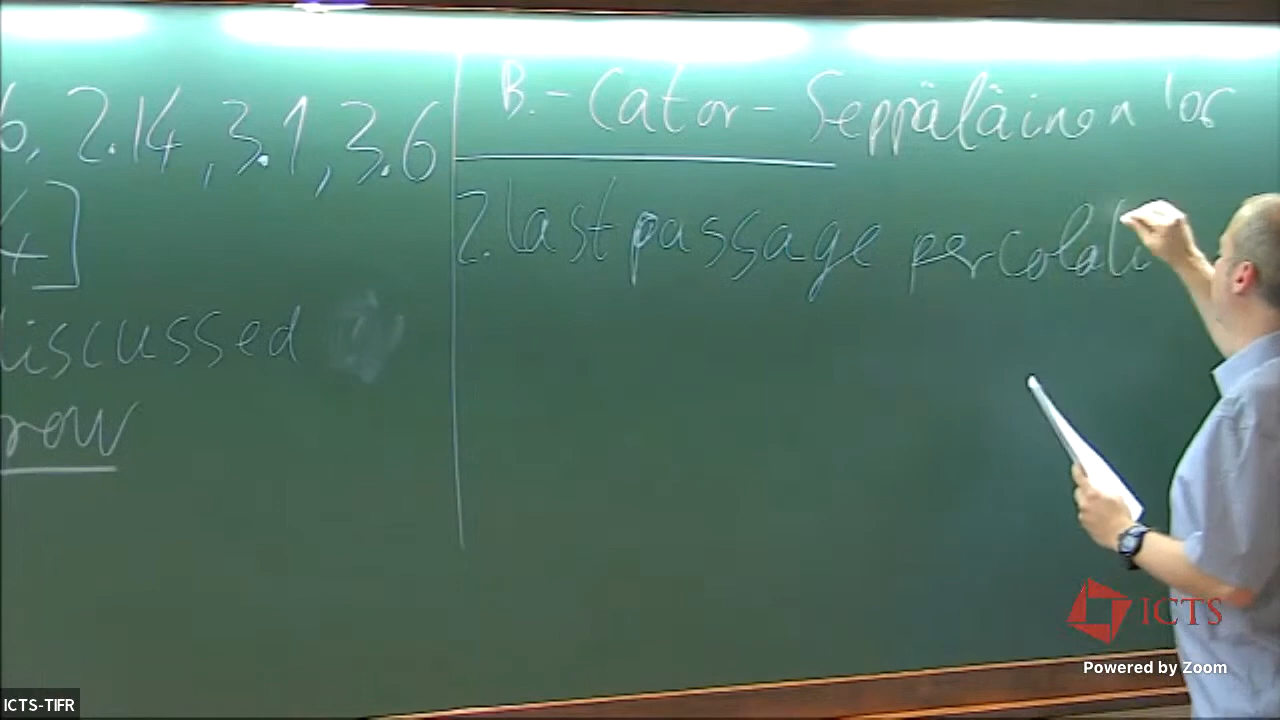 6, 2.14, 3.1, 3.6
]
discussed
row
B. - Cator - Seppäläinen '06
2. last passage percolati
ICTS
Powered by Zoom
ICTS-TIFR